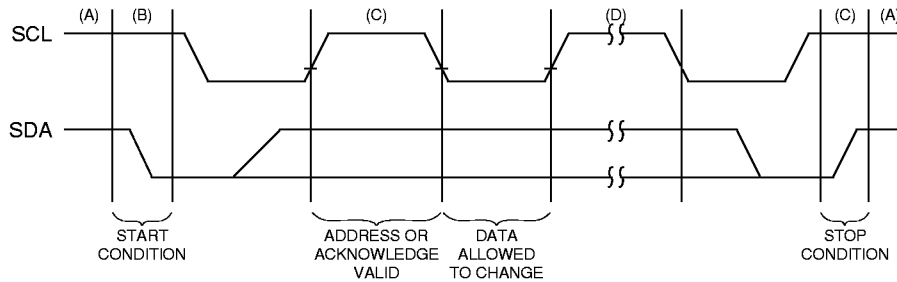 (A) (B) (C) (D) (C) (A)
SCL
SDA
START
CONDITION
ADDRESS OR
ACKNOWLEDGE
VALID
DATA
ALLOWED
TO CHANGE
STOP
CONDITION